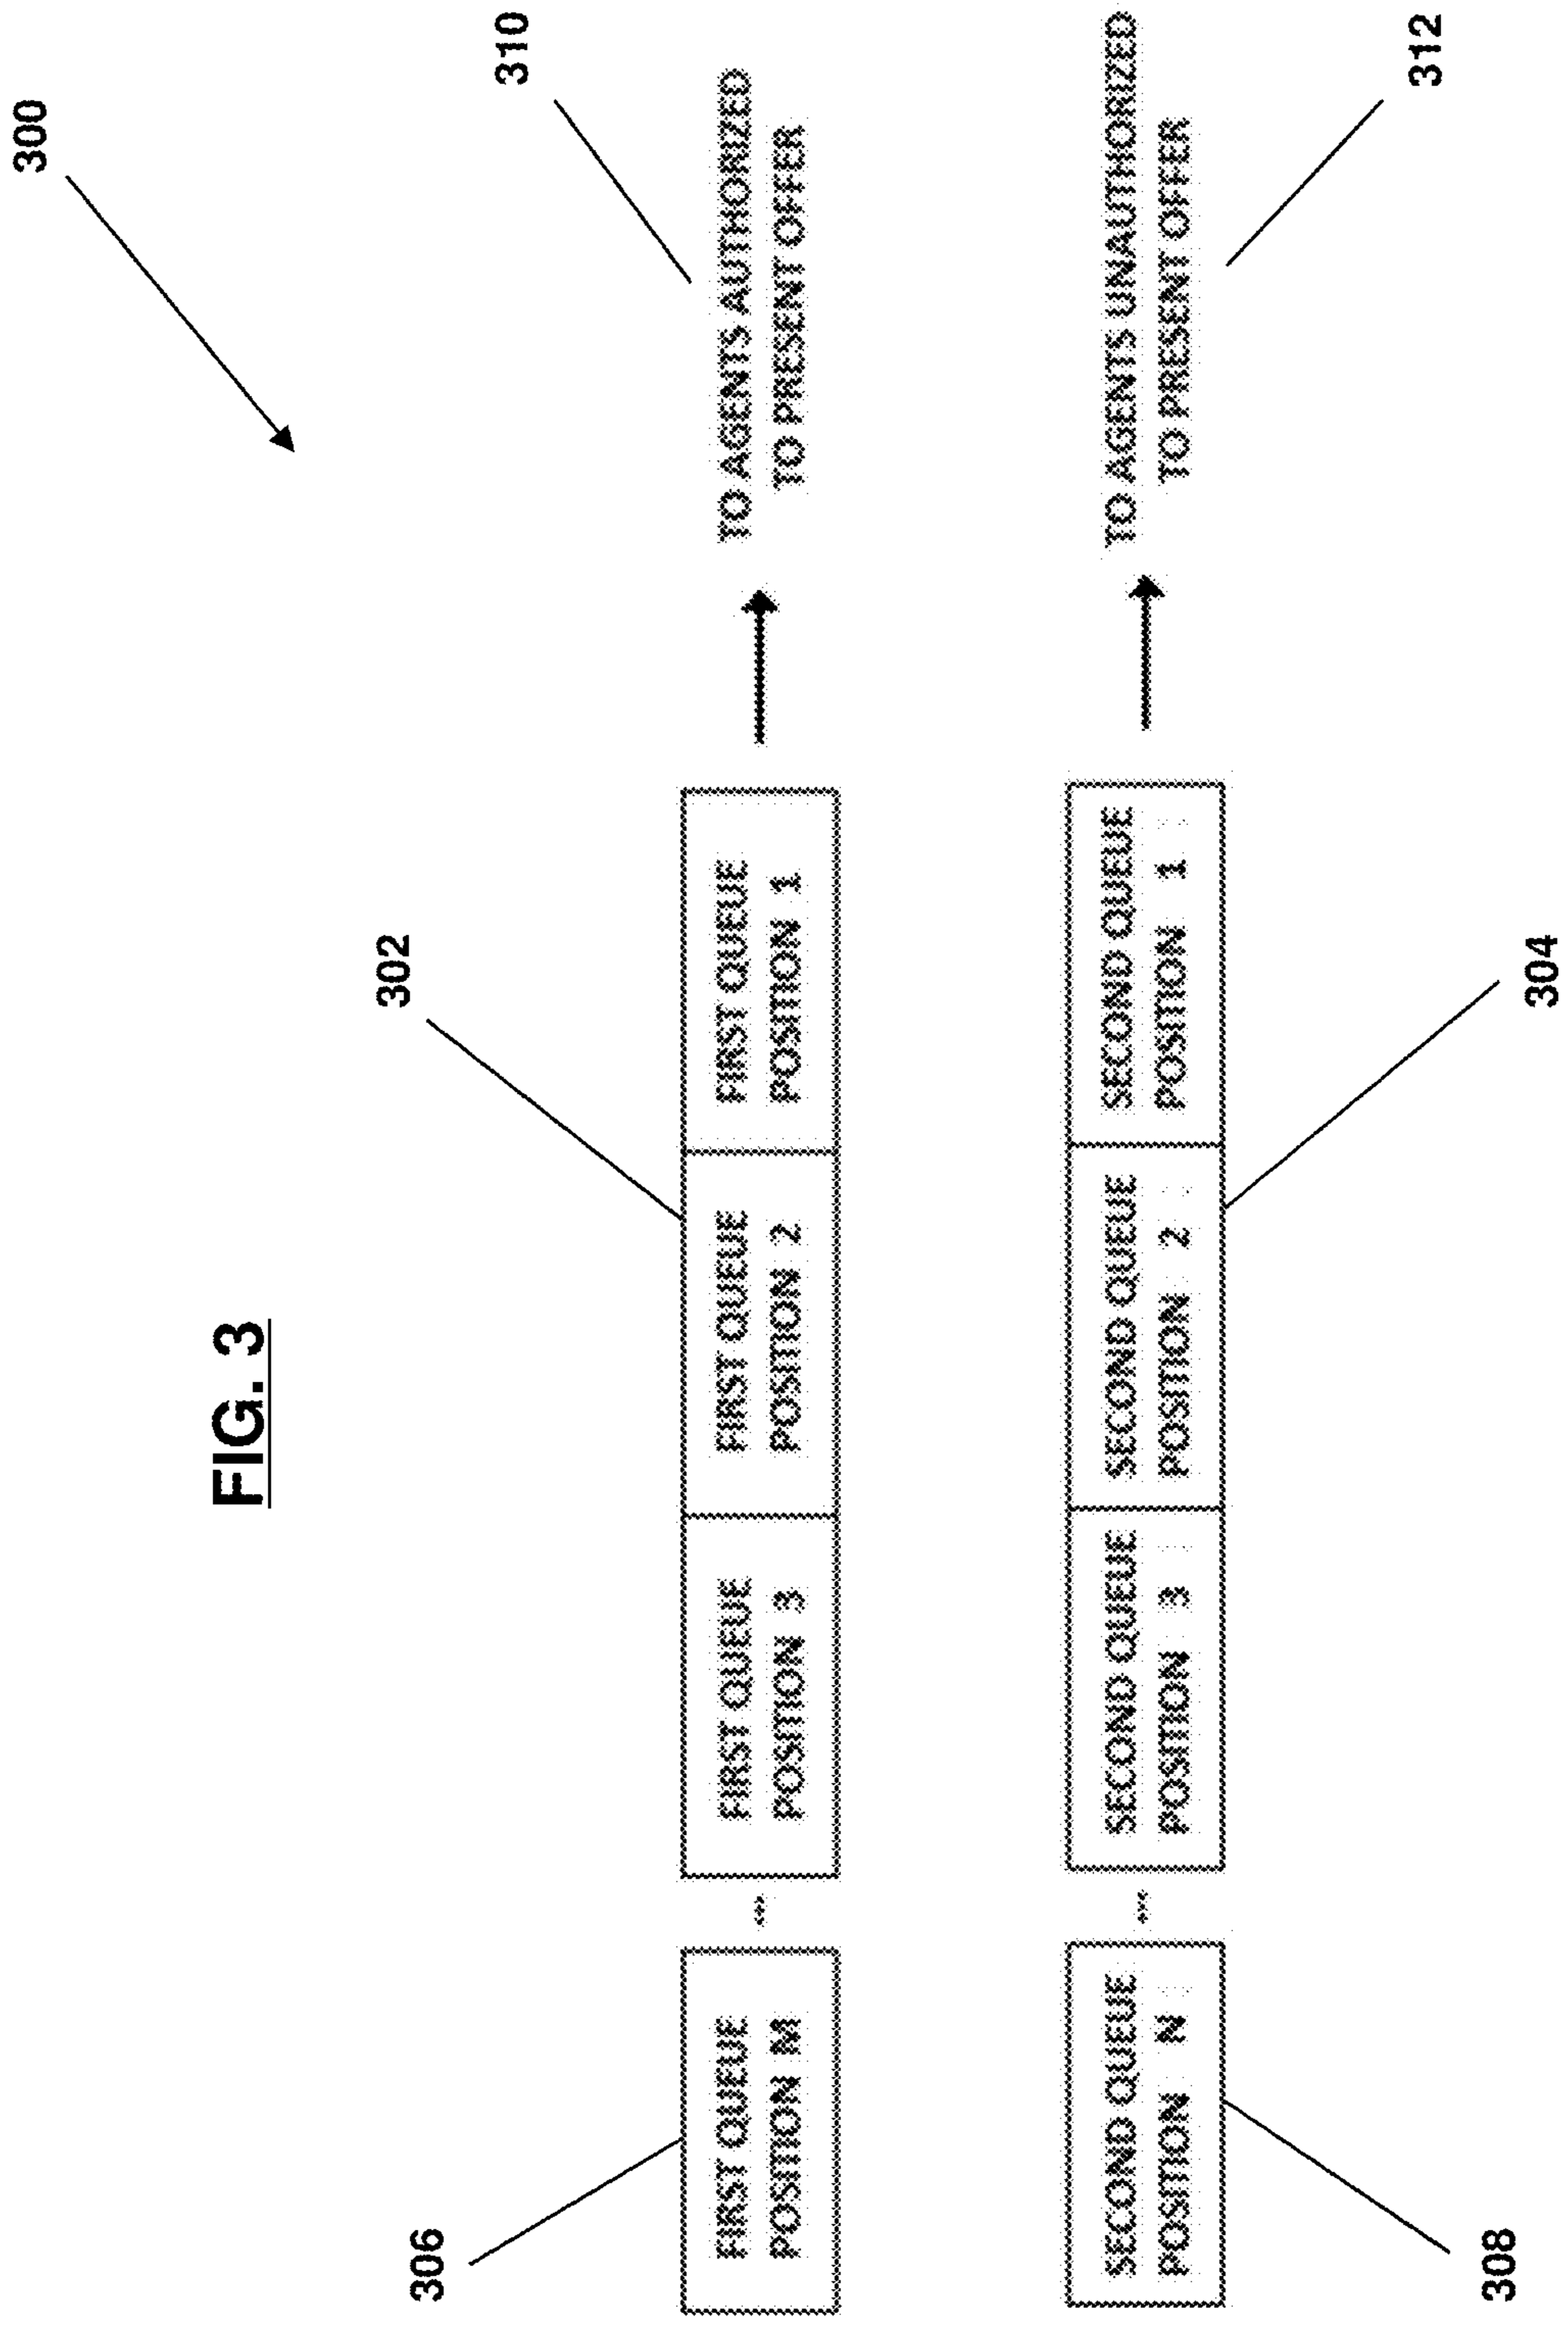 FIG. 3
300
302
310
306
FIRST QUEUE
POSITION M
...
FIRST QUEUE
POSITION 3
FIRST QUEUE
POSITION 2
FIRST QUEUE
POSITION 1
TO AGENTS AUTHORIZED
TO PRESENT OFFER
SECOND QUEUE
POSITION N
...
SECOND QUEUE
POSITION 3
SECOND QUEUE
POSITION 2
SECOND QUEUE
POSITION 1
TO AGENTS UNAUTHORIZED
TO PRESENT OFFER
308
304
312